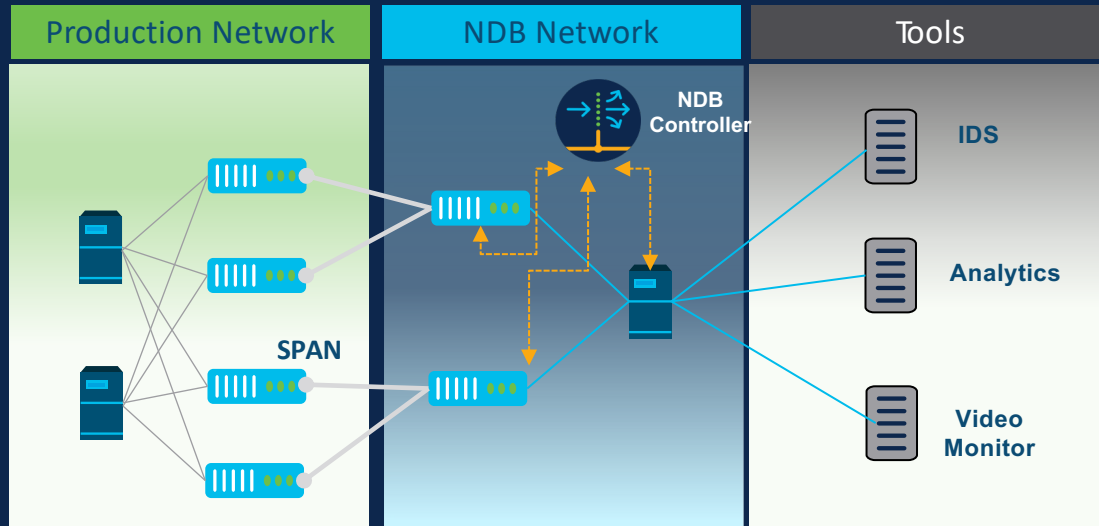 Production Network
NDB Network
Tools
NDB
Controller
IDS
Analytics
SPAN
Video
Monitor